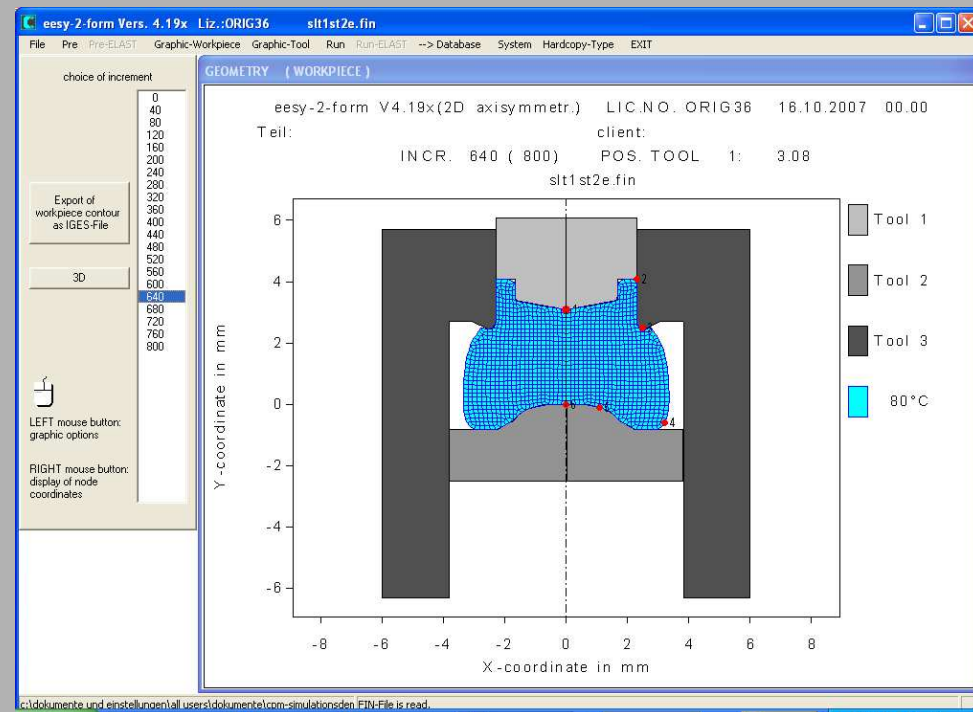 eesy-2-form Vers. 4.19x Liz.:ORIG36 slt1st2e.fin
File Pre Pre-ELAST Graphic-Workpiece Graphic-Tool Run Run-ELAST --> Database System Hardcopy-Type EXIT
choice of increment
0
40
80
120
160
200
240
280
320
360
400
440
480
520
560
600
640
680
720
760
800
Export of
workpiece contour
as IGES-File
3D
LEFT mouse button:
graphic options
RIGHT mouse button:
display of node
coordinates
GEOMETRY ( WORKPIECE )
eesy-2-form V4.19x(2D axisymmetr.) LIC.NO. ORIG36 16.10.2007 00.00
Teil: client:
INCR. 640 ( 800) POS. TOOL 1: 3.08
slt1st2e.fin
Y-coordinate in mm
6
4
2
0
-2
-4
-6
2
4
5
6
-8 -6 -4 -2 0 2 4 6 8
X-coordinate in mm
Tool 1
Tool 2
Tool 3
80°C
c:\dokumente und einstellungen\all users\dokumente\cpm-simulationsden FIN-File is read.